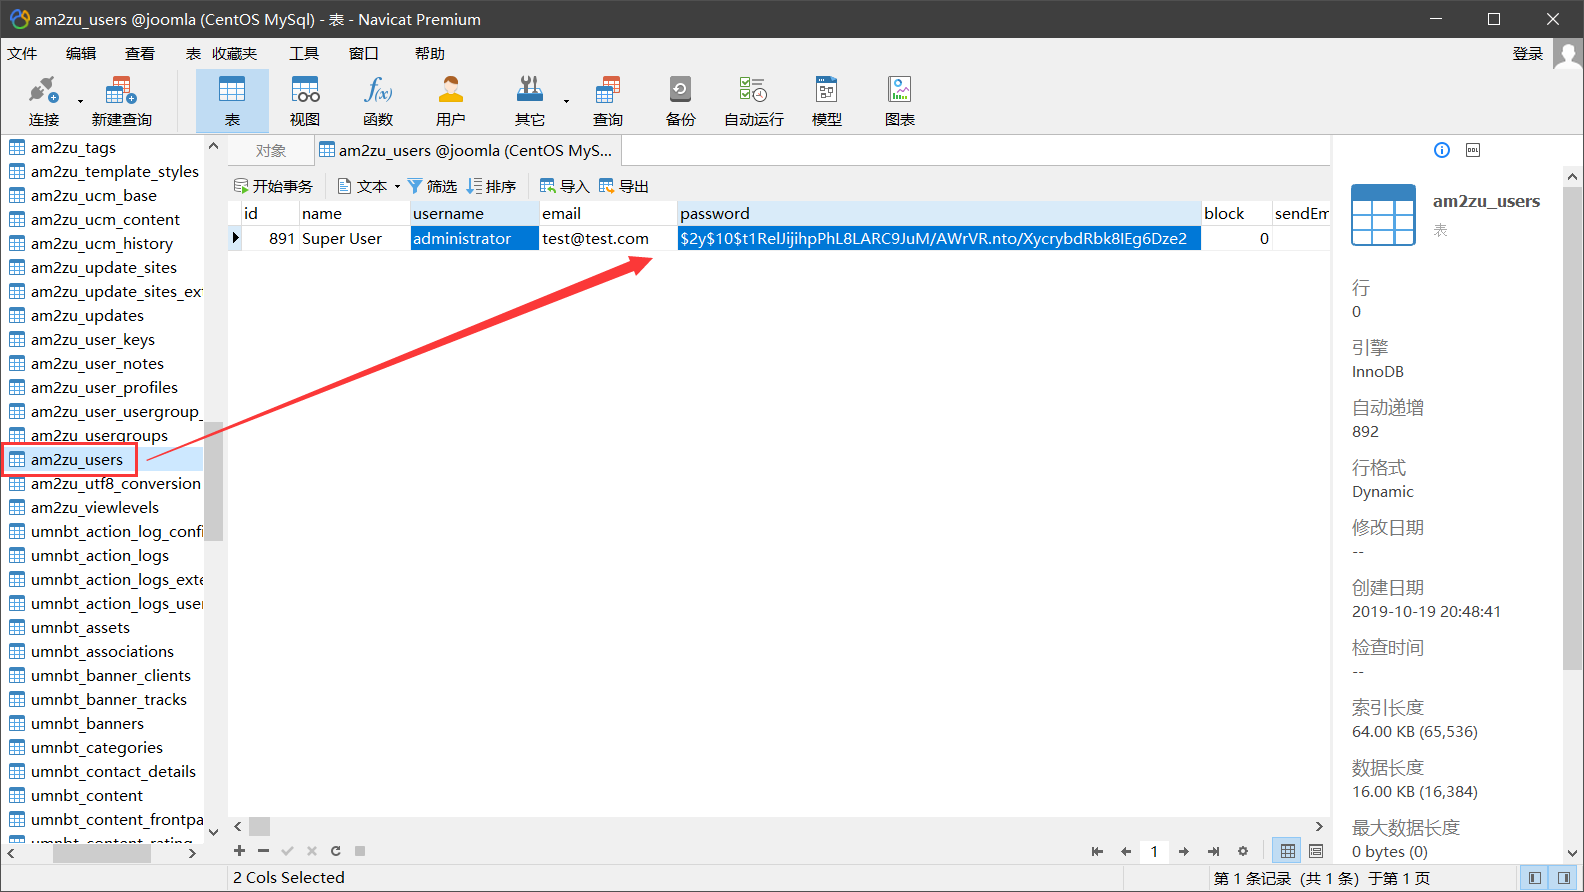 am2zu_users @joomla (CentOS MySql) - 表 - Navicat Premium
文件 编辑 查看 表 收藏夹 工具 窗口 帮助 登录
连接 新建查询 表 视图 函数 用户 其它 查询 备份 自动运行 模型 图表
对象 am2zu_users @joomla (CentOS MyS...
开始事务 文本 筛选 排序 导入 导出
id name username email password block sendEm
891 Super User administrator test@test.com $2y$10$t1RelJijihpPhL8LARC9JuM/AWrVR.nto/XycrybdRbk8IEg6Dze2 0
am2zu_tags
am2zu_template_styles
am2zu_ucm_base
am2zu_ucm_content
am2zu_ucm_history
am2zu_update_sites
am2zu_update_sites_ext
am2zu_updates
am2zu_user_keys
am2zu_user_notes
am2zu_user_profiles
am2zu_user_usergroup_
am2zu_usergroups
am2zu_users
am2zu_utf8_conversion
am2zu_viewlevels
umnbt_action_log_confi
umnbt_action_logs
umnbt_action_logs_exte
umnbt_action_logs_user
umnbt_assets
umnbt_associations
umnbt_banner_clients
umnbt_banner_tracks
umnbt_banners
umnbt_categories
umnbt_contact_details
umnbt_content
umnbt_content_frontpa
umnbt_content_rating
DDL
am2zu_users
表
行
0
引擎
InnoDB
自动递增
892
行格式
Dynamic
修改日期
--
创建日期
2019-10-19 20:48:41
检查时间
--
索引长度
64.00 KB (65,536)
数据长度
16.00 KB (16,384)
最大数据长度
0 bytes (0)
1
2 Cols Selected
第 1 条记录 (共 1 条) 于第 1 页